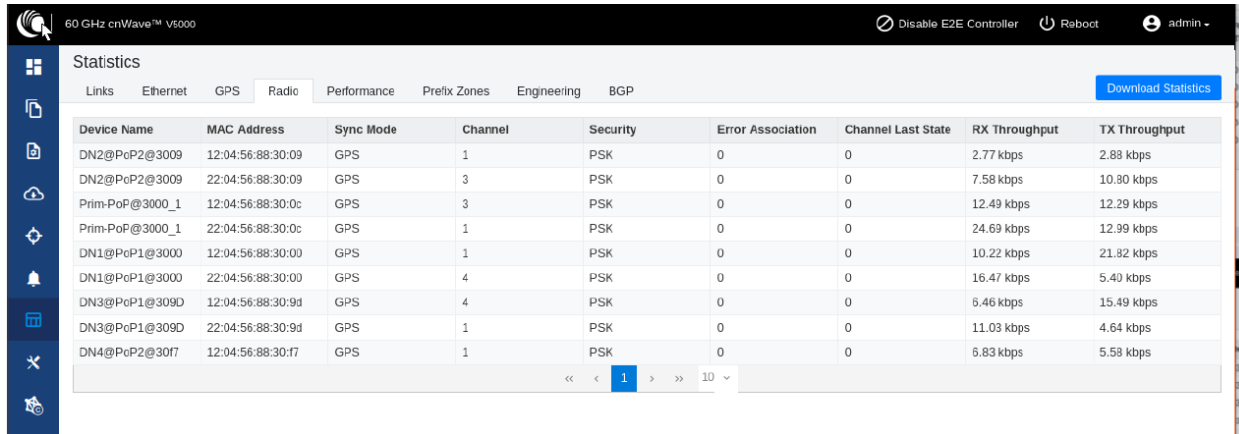 60 GHz cnWave™ V5000 Disable E2E Controller Reboot admin
Statistics
Links Ethernet GPS Radio Performance Prefix Zones Engineering BGP Download Statistics
Device Name MAC Address Sync Mode Channel Security Error Association Channel Last State RX Throughput TX Throughput
DN2@PoP2@3009 12:04:56:88:30:09 GPS 1 PSK 0 0 2.77 kbps 2.88 kbps
DN2@PoP2@3009 22:04:56:88:30:09 GPS 3 PSK 0 0 7.58 kbps 10.80 kbps
Prim-PoP@3000_1 12:04:56:88:30:0c GPS 3 PSK 0 0 12.49 kbps 12.29 kbps
Prim-PoP@3000_1 22:04:56:88:30:0c GPS 1 PSK 0 0 24.69 kbps 12.99 kbps
DN1@PoP1@3000 12:04:56:88:30:00 GPS 1 PSK 0 0 10.22 kbps 21.82 kbps
DN1@PoP1@3000 22:04:56:88:30:00 GPS 4 PSK 0 0 16.47 kbps 5.40 kbps
DN3@PoP1@309D 12:04:56:88:30:9d GPS 4 PSK 0 0 6.46 kbps 15.49 kbps
DN3@PoP1@309D 22:04:56:88:30:9d GPS 1 PSK 0 0 11.03 kbps 4.64 kbps
DN4@PoP2@30f7 12:04:56:88:30:f7 GPS 1 PSK 0 0 6.83 kbps 5.58 kbps
« ‹ 1 › » 10